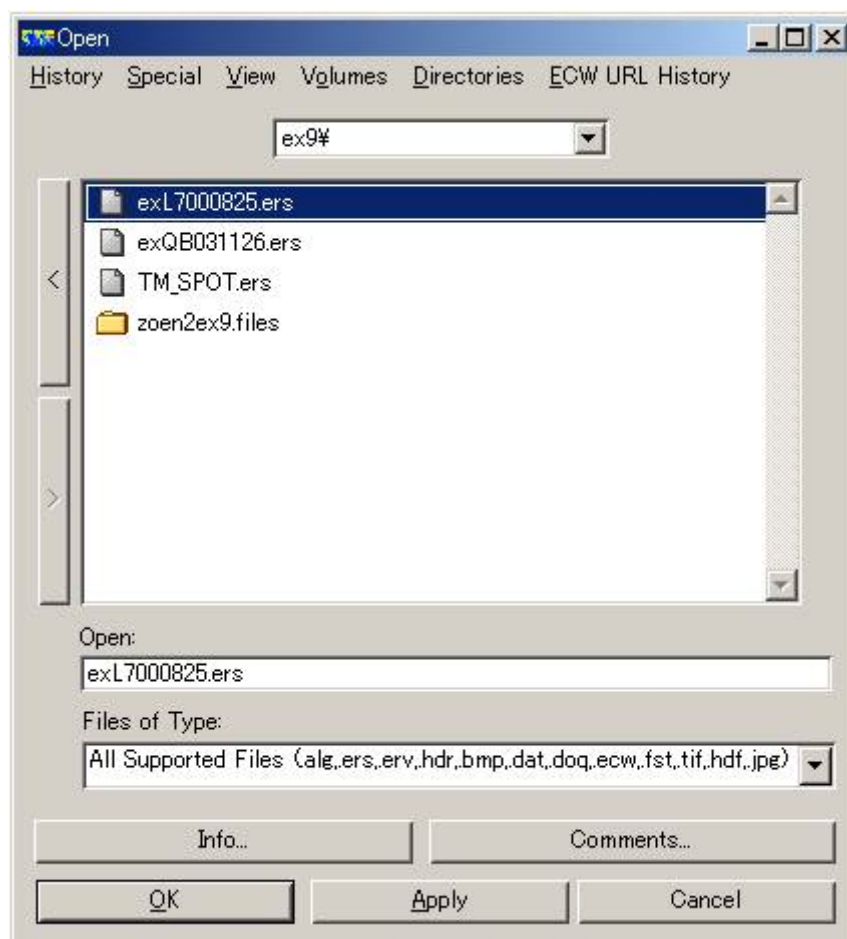 Open
History Special View Volumes Directories ECW URL History
ex9¥
exL7000825.ers
exQB031126.ers
TM_SPOT.ers
zoen2ex9.files
<
>
Open:
exL7000825.ers
Files of Type:
All Supported Files (alg,.ers,.erv,.hdr,.bmp,.dat,.doq,.ecw,.fst,.tif,.hdf,.jpg)
Info... Comments...
OK Apply Cancel